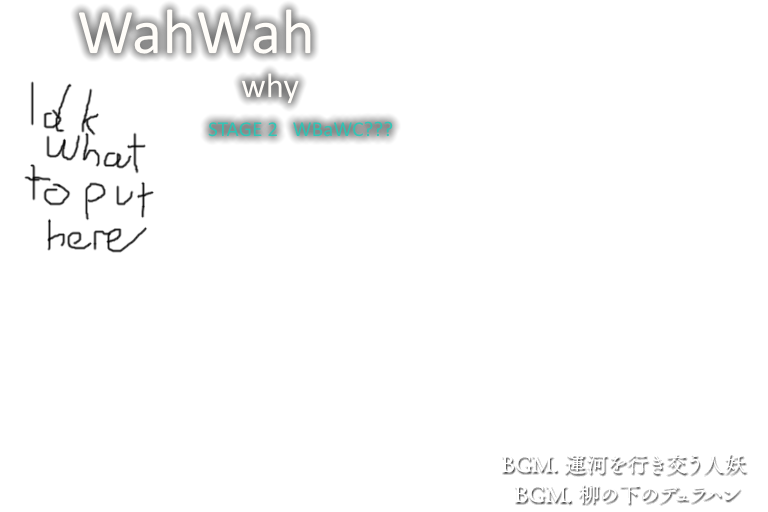 WahWah
why
STAGE 2 WBaWC???
Idk
what
to put
here
BGM. 運河を行き交う人妖
BGM. 柳の下のデュラハン